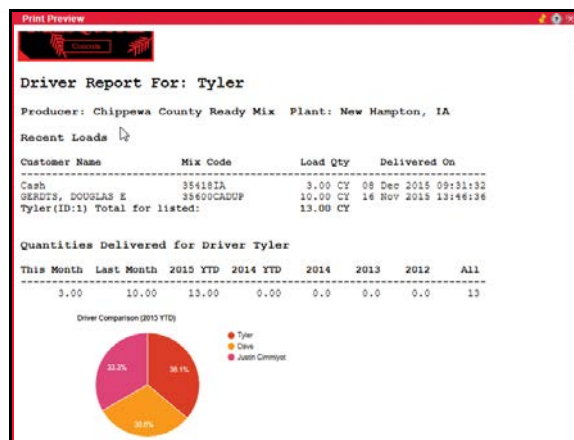 Print Preview
Concrete
Driver Report For: Tyler
Producer: Chippewa County Ready Mix Plant: New Hampton, IA
Recent Loads
Customer Name Mix Code Load Qty Delivered On
Cash 35418IA 3.00 CY 08 Dec 2015 09:31:32
GERDTS, DOUGLAS E 35600CADUP 10.00 CY 16 Nov 2015 13:46:36
Tyler(ID:1) Total for listed: 13.00 CY
Quantities Delivered for Driver Tyler
This Month Last Month 2015 YTD 2014 YTD 2014 2013 2012 All
3.00 10.00 13.00 0.00 0.0 0.0 0.0 13
Driver Comparison (2015 YTD)
Tyler
Dave
Justin
33.3%
36.1%
30.6%